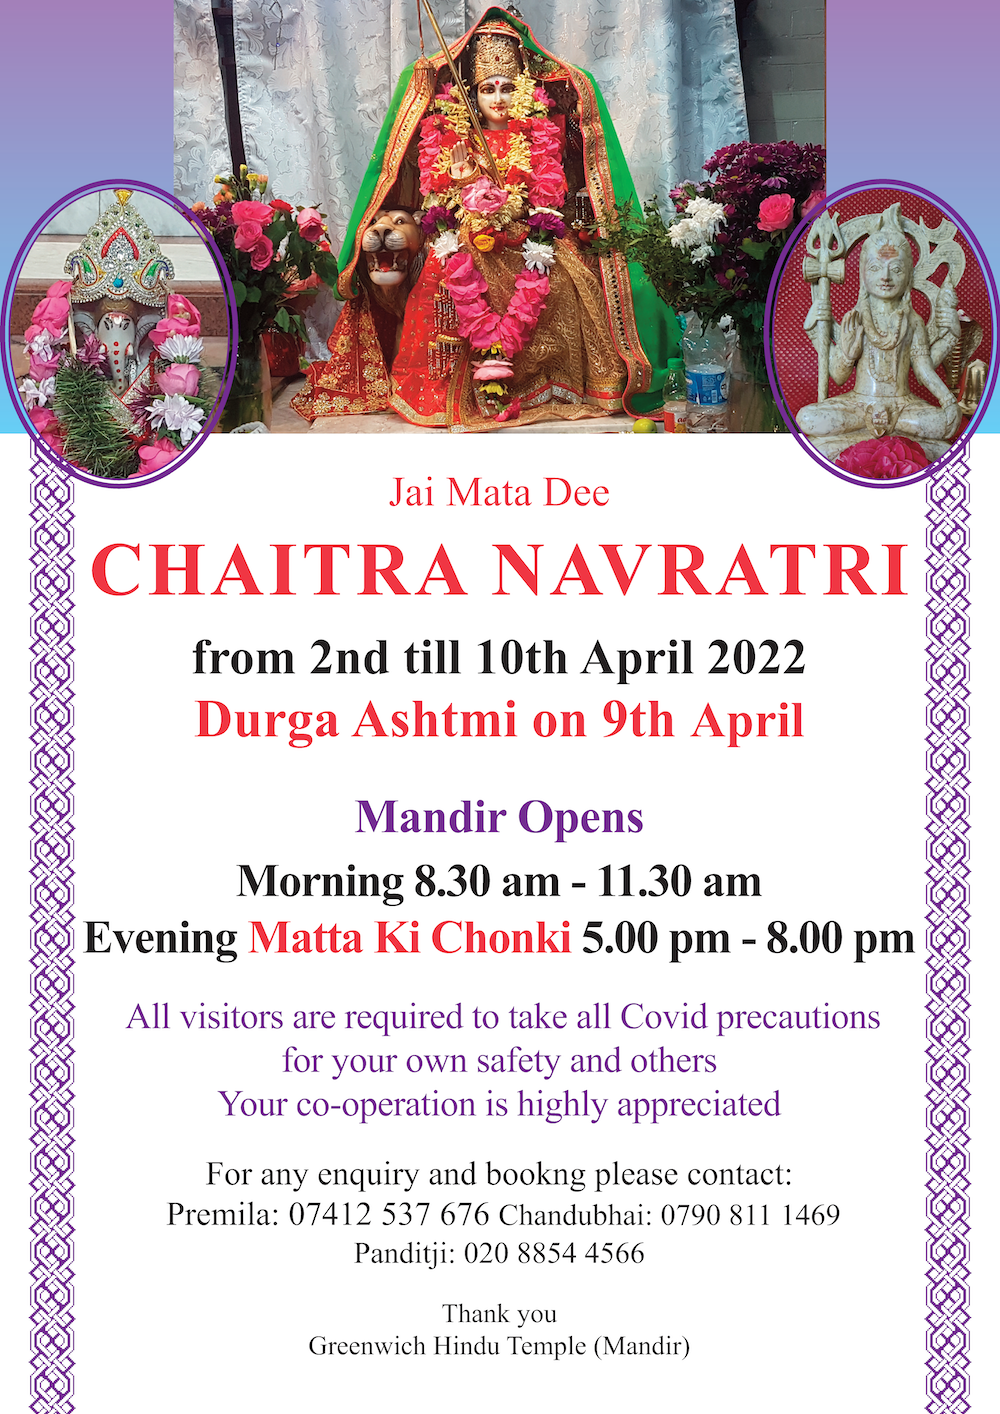 Jai Mata Dee
CHAITRA NAVRATRI
from 2nd till 10th April 2022
Durga Ashtmi on 9th April
Mandir Opens
Morning 8.30 am - 11.30 am
Evening Matta Ki Chonki 5.00 pm - 8.00 pm
All visitors are required to take all Covid precautions
for your own safety and others
Your co-operation is highly appreciated
For any enquiry and bookng please contact:
Premila: 07412 537 676 Chandubhai: 0790 811 1469
Panditji: 020 8854 4566
Thank you
Greenwich Hindu Temple (Mandir)